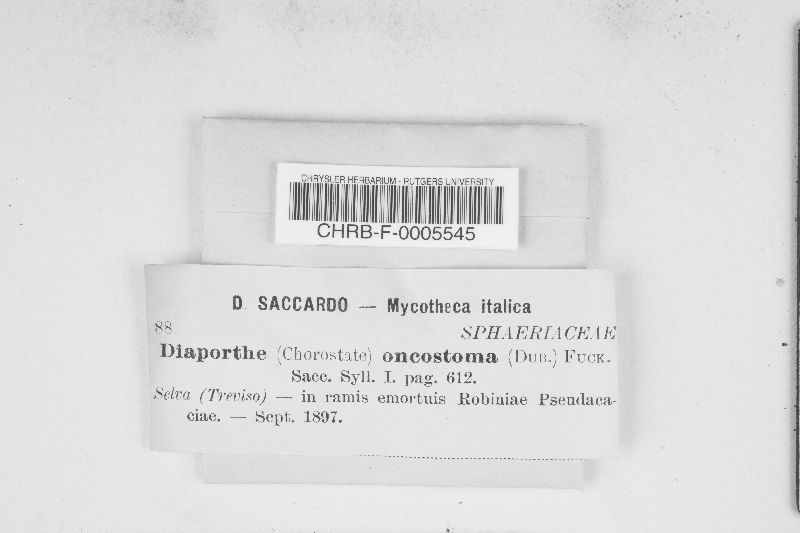 CHRYSLER HERBARIUM - RUTGERS UNIVERSITY
CHRB-F-0005545
D. SACCARDO — Mycotheca italica
88
SPHAERIACEAE
Diaporthe (Chorostate) oncostoma (DUB.) FUCK.
Sacc. Syll. I. pag. 612.
Selva (Treviso) — in ramis emortuis Robiniae Pseudaca-
ciae. — Sept. 1897.